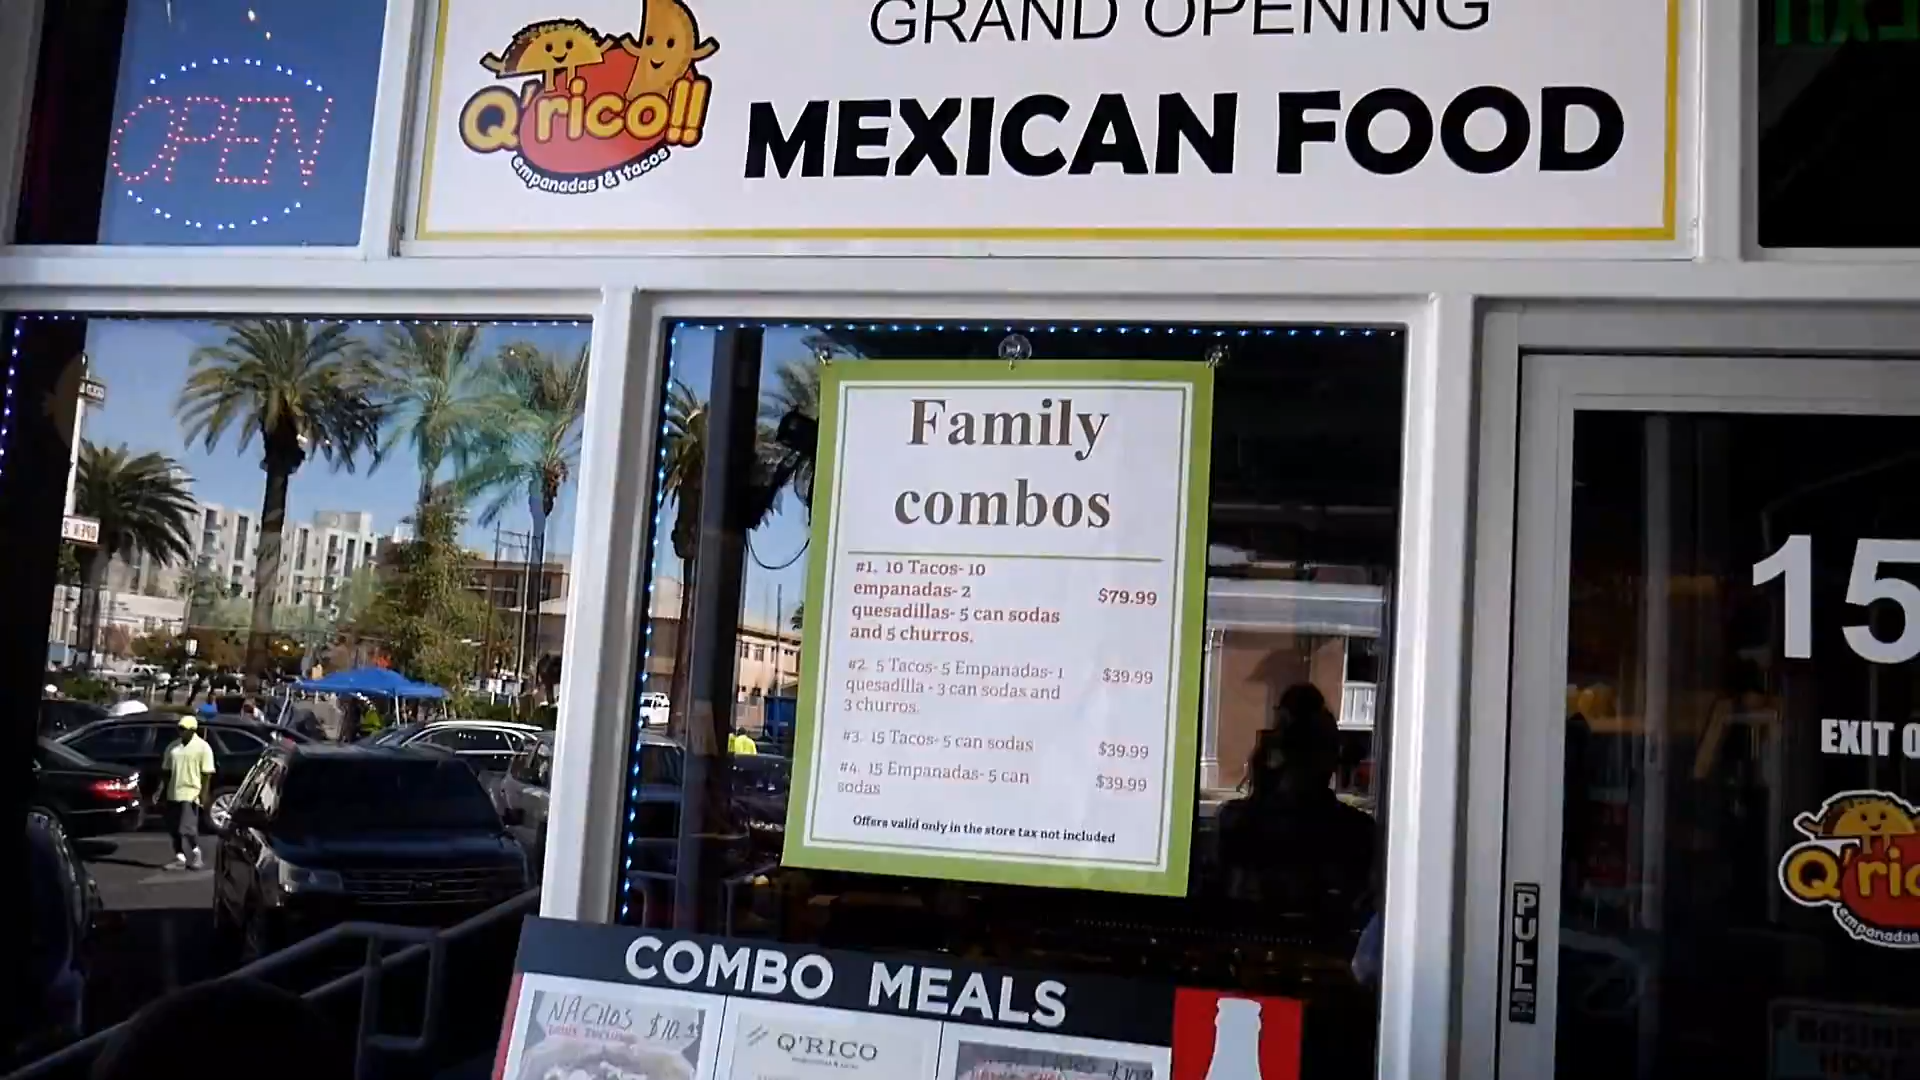 OPEN
GRAND OPENING
MEXICAN FOOD
Q'rico!!
empanadas & tacos
Family
combos
#1. 10 Tacos- 10
empanadas- 2
quesadillas- 5 can sodas
and 5 churros.
$79.99
#2. 5 Tacos- 5 Empanadas- 1
quesadilla - 3 can sodas and
3 churros.
$39.99
#3. 15 Tacos- 5 can sodas
$39.99
#4. 15 Empanadas- 5 can
sodas
$39.99
Offers valid only in the store tax not included
COMBO MEALS
NACHOS $10.
Q'RICO
15
EXIT O
Q'ric
empanadas
PULL